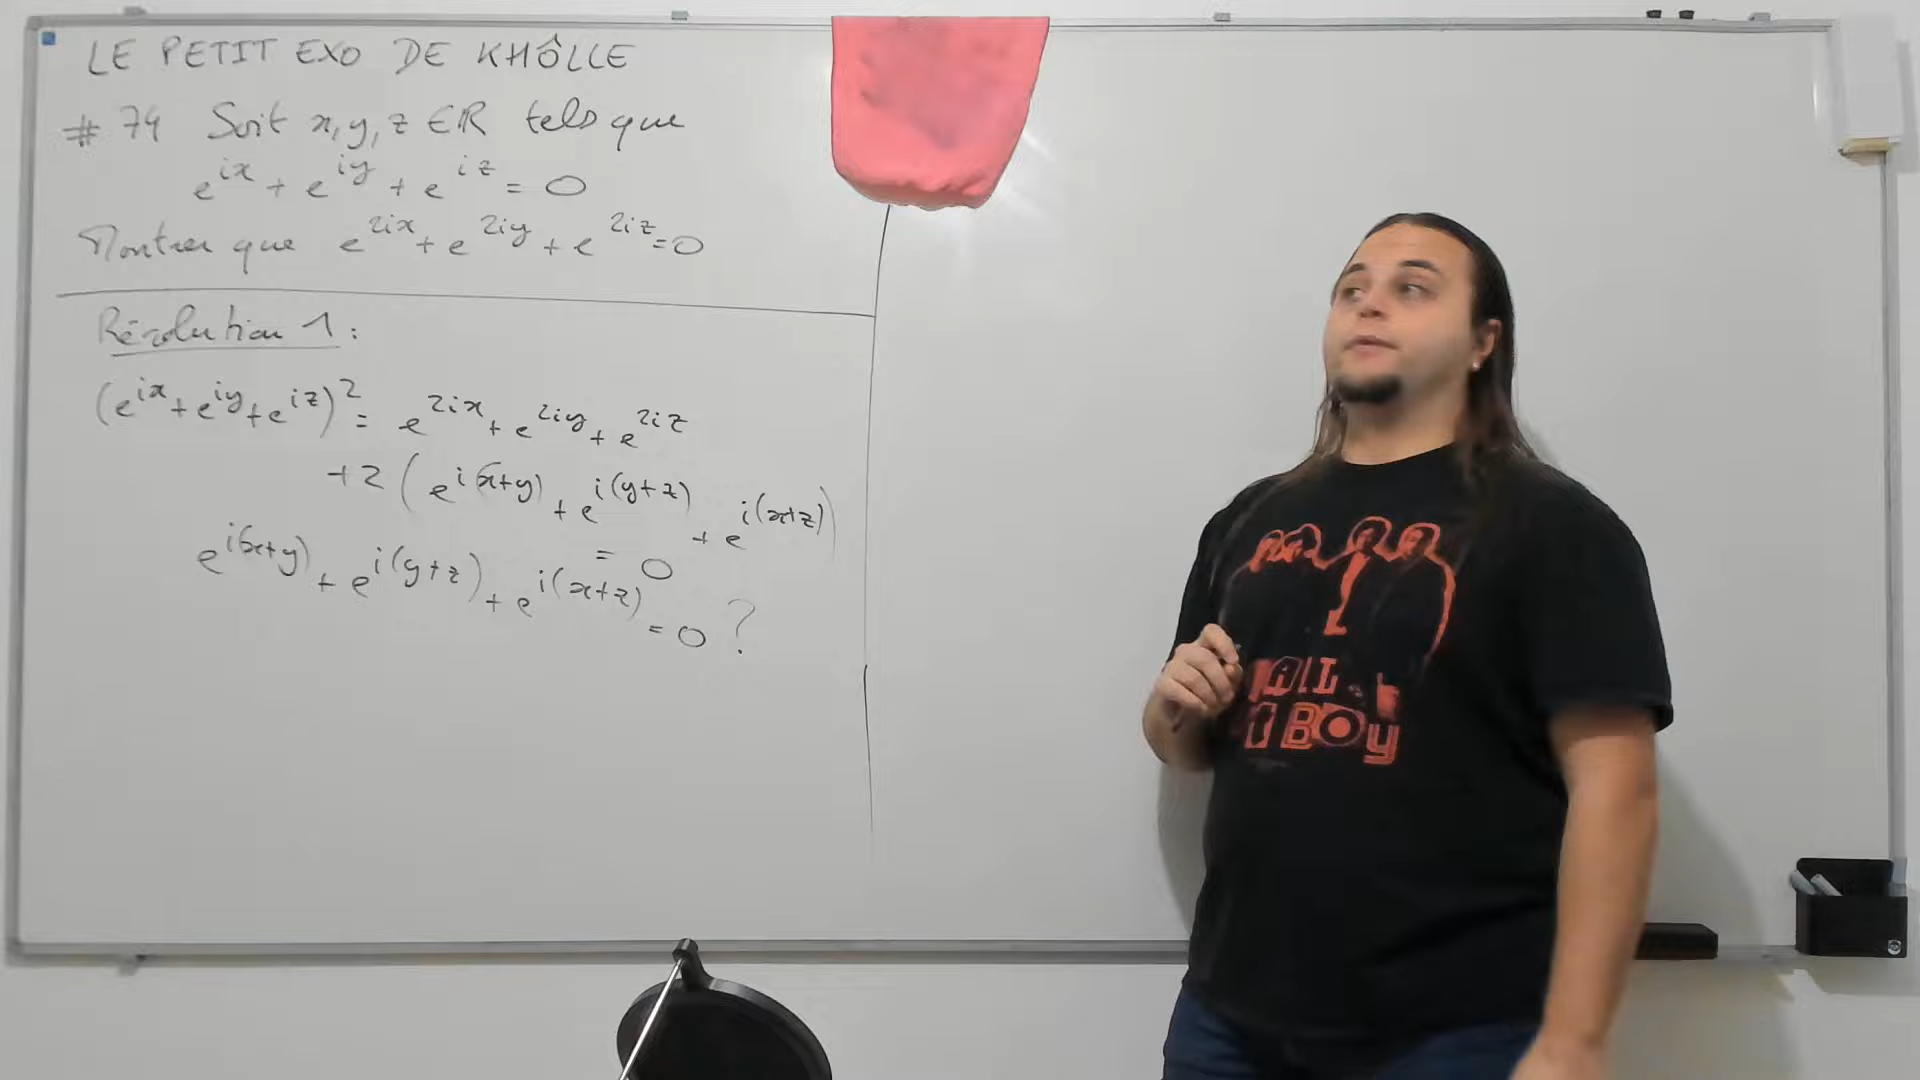 LE PETIT EXO DE KHÔLLE
# 74 Soit x, y, z ∈ ℝ tels que
e^{ix} + e^{iy} + e^{iz} = 0
Montrer que e^{2ix} + e^{2iy} + e^{2iz} = 0
Résolution 1 :
(e^{ix} + e^{iy} + e^{iz})^2 = e^{2ix} + e^{2iy} + e^{2iz}
+ 2 (e^{i(x+y)} + e^{i(y+z)} + e^{i(x+z)})
= 0
e^{i(x+y)} + e^{i(y+z)} + e^{i(x+z)} = 0 ?
BOY